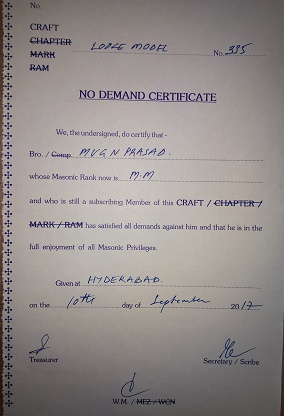 No.
CRAFT
CHAPTER LODGE MODEL No. 335
MARK
RAM
NO DEMAND CERTIFICATE
We, the undersigned, do certify that -
Bro. / Comp. MVGN PRASAD.
whose Masonic Rank now is M.M
and who is still a subscribing Member of this CRAFT / CHAPTER /
MARK / RAM has satisfied all demands against him and that he is in the
full enjoyment of all Masonic Privileges.
Given at HYDERABAD.
on the 10th day of September 2017
Treasurer Secretary / Scribe
W.M. / MEZ / WCN